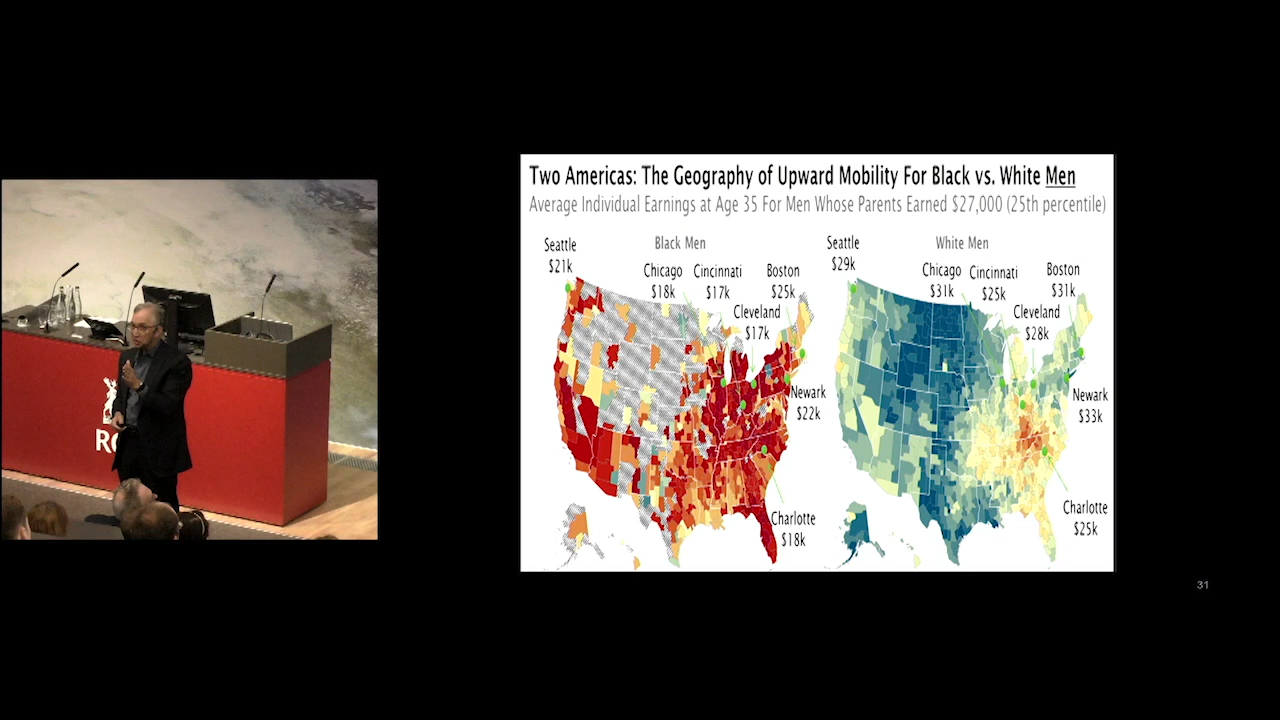 Two Americas: The Geography of Upward Mobility For Black vs. White Men
Average Individual Earnings at Age 35 For Men Whose Parents Earned $27,000 (25th percentile)
Black Men
Seattle
$21k
Chicago
$18k
Cincinnati
$17k
Boston
$25k
Cleveland
$17k
Newark
$22k
Charlotte
$18k
White Men
Seattle
$29k
Chicago
$31k
Cincinnati
$25k
Boston
$31k
Cleveland
$28k
Newark
$33k
Charlotte
$25k
31